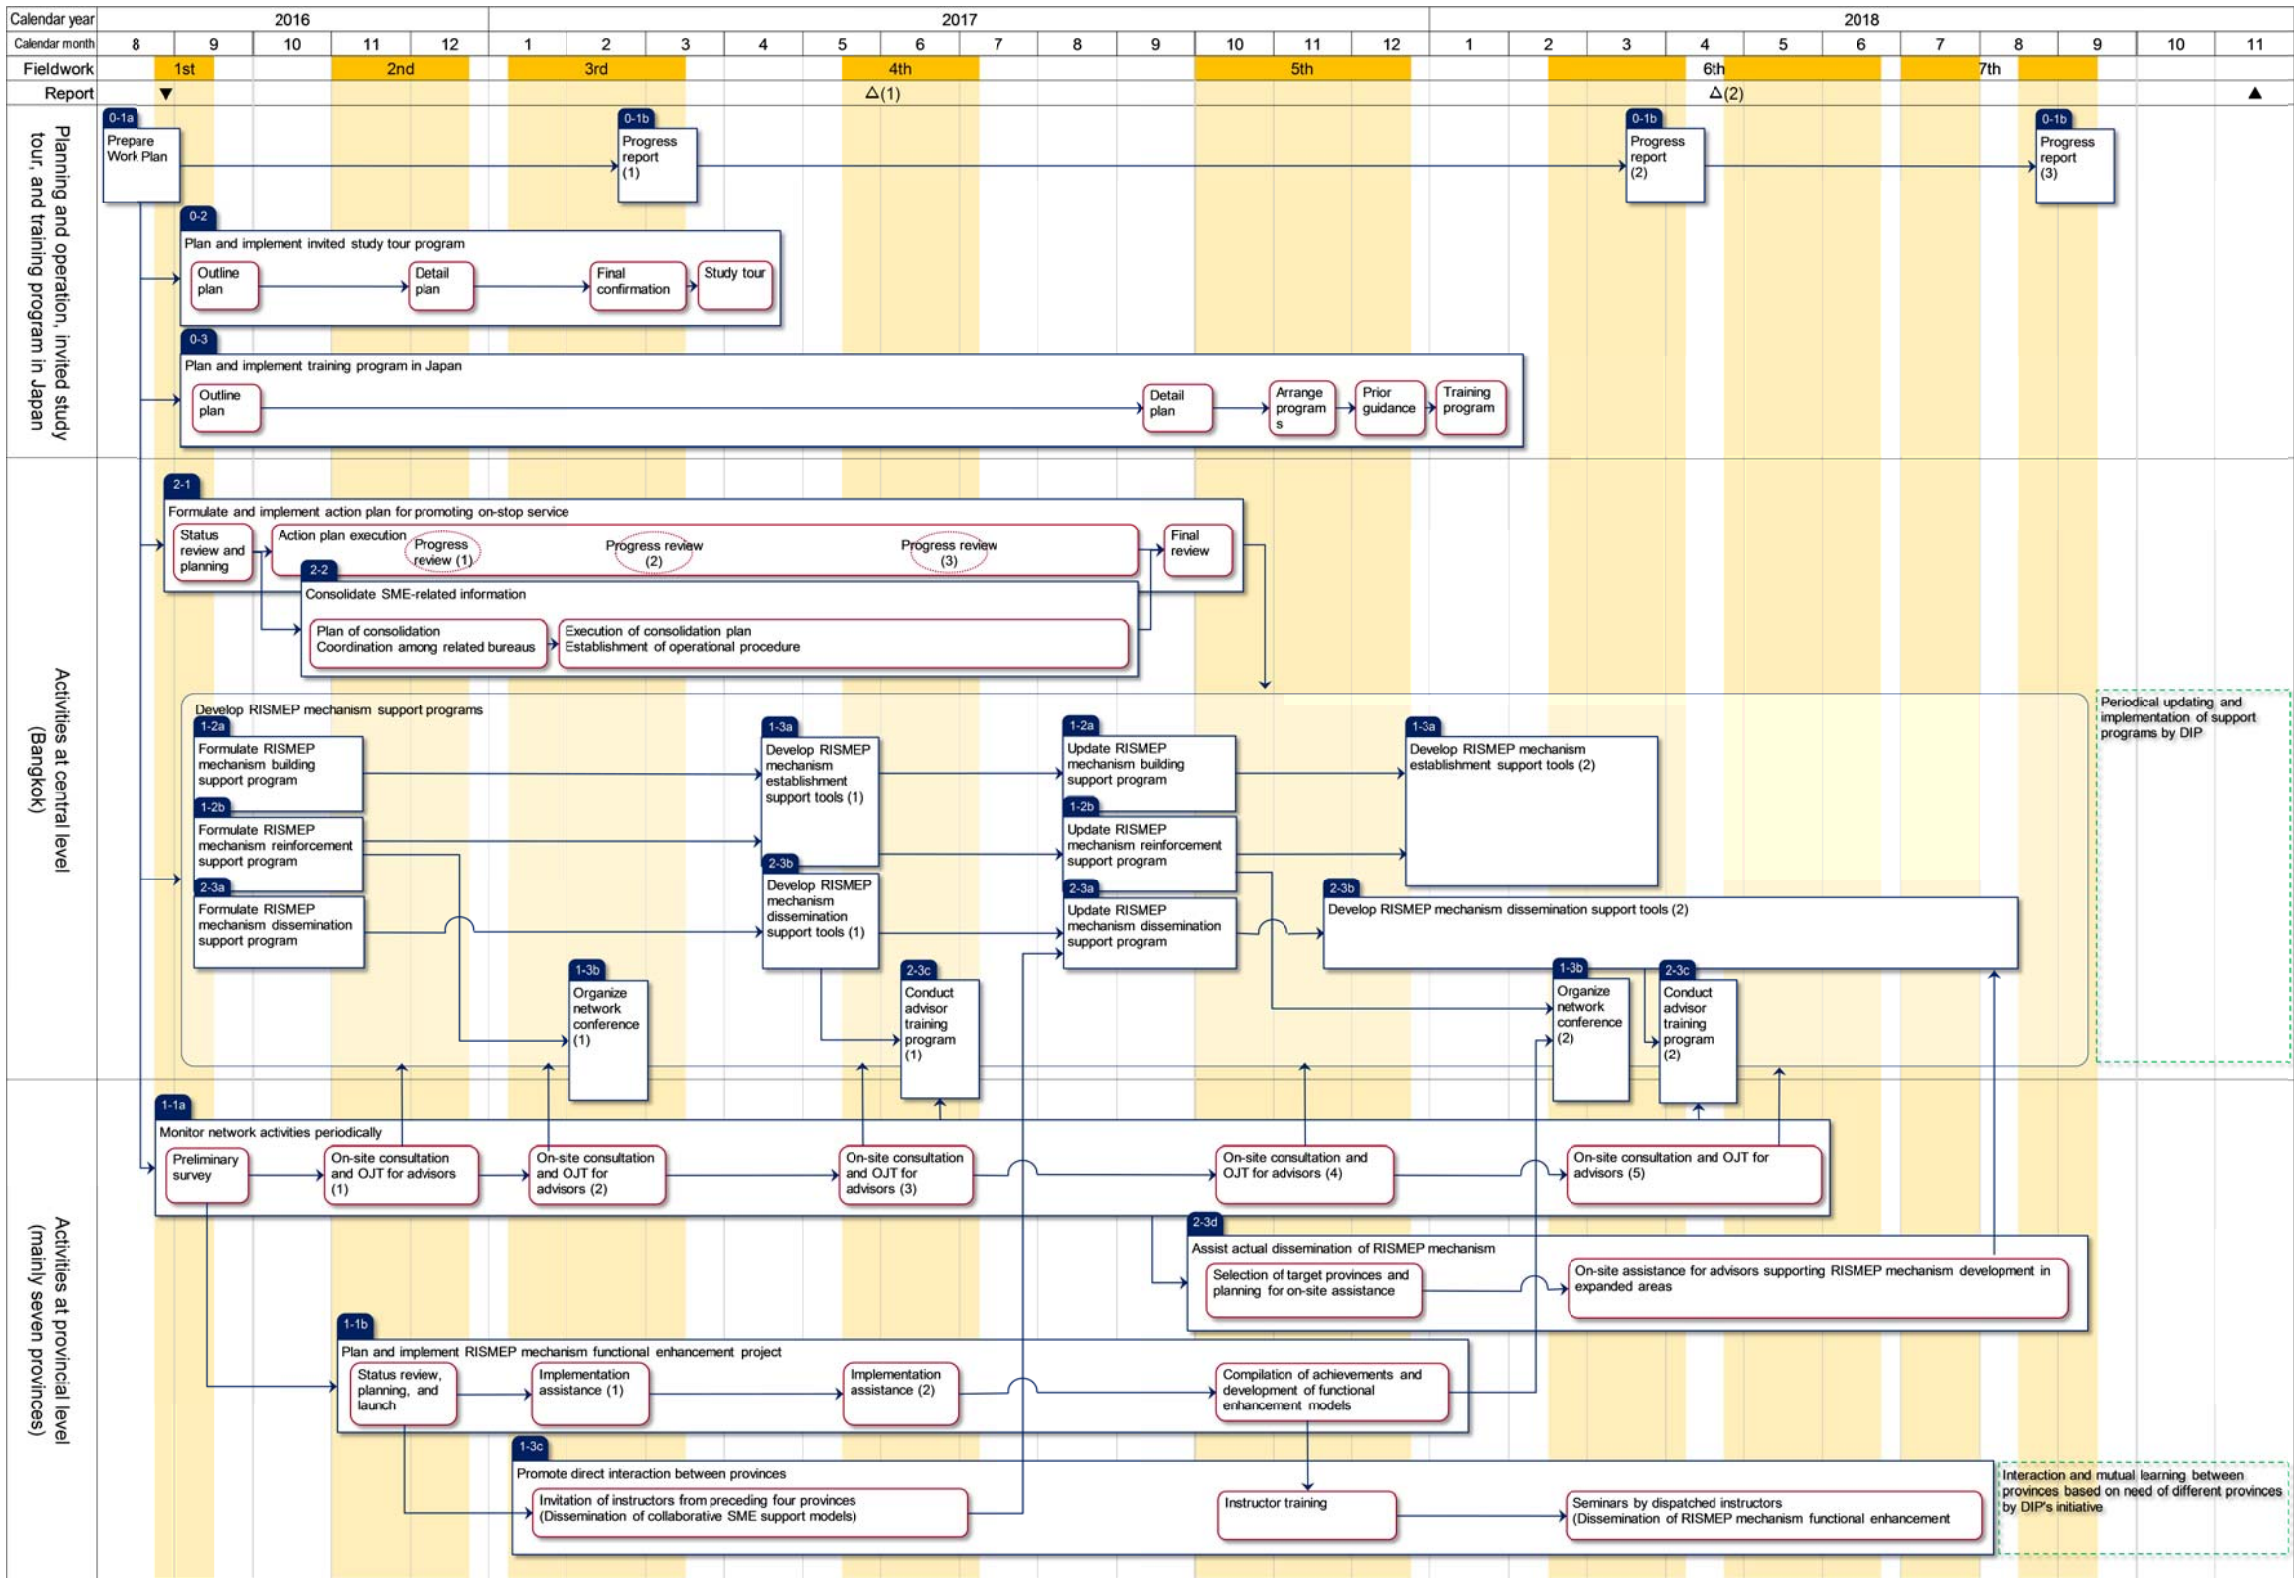 Calendar year 2016 2017 2018
Calendar month 8 9 10 11 12 1 2 3 4 5 6 7 8 9 10 11 12 1 2 3 4 5 6 7 8 9 10 11
Fieldwork 1st 2nd 3rd 4th 5th 6th 7th
Report ▼ △(1) △(2) ▲
Planning and operation, invited study
tour, and training program in Japan
0-1a
Prepare
Work Plan
0-1b
Progress
report
(1)
0-1b
Progress
report
(2)
0-1b
Progress
report
(3)
0-2
Plan and implement invited study tour program
Outline
plan
Detail
plan
Final
confirmation
Study tour
0-3
Plan and implement training program in Japan
Outline
plan
Detail
plan
Arrange
program
s
Prior
guidance
Training
program
Activities at central level
(Bangkok)
2-1
Formulate and implement action plan for promoting on-stop service
Status
review and
planning
Action plan execution
Progress
review (1)
Progress review
(2)
Progress review
(3)
Final
review
2-2
Consolidate SME-related information
Plan of consolidation
Coordination among related bureaus
Execution of consolidation plan
Establishment of operational procedure
Develop RISMEP mechanism support programs
1-2a
Formulate RISMEP
mechanism building
support program
1-2b
Formulate RISMEP
mechanism reinforcement
support program
2-3a
Formulate RISMEP
mechanism dissemination
support program
1-3a
Develop RISMEP
mechanism
establishment
support tools (1)
2-3b
Develop RISMEP
mechanism
dissemination
support tools (1)
1-2a
Update RISMEP
mechanism building
support program
1-2b
Update RISMEP
mechanism reinforcement
support program
2-3a
Update RISMEP
mechanism dissemination
support program
1-3a
Develop RISMEP mechanism
establishment support tools (2)
2-3b
Develop RISMEP mechanism dissemination support tools (2)
1-3b
Organize
network
conference
(1)
2-3c
Conduct
advisor
training
program
(1)
1-3b
Organize
network
conference
(2)
2-3c
Conduct
advisor
training
program
(2)
Periodical updating and
implementation of support
programs by DIP
Activities at provincial level
(mainly seven provinces)
1-1a
Monitor network activities periodically
Preliminary
survey
On-site consultation
and OJT for advisors
(1)
On-site consultation
and OJT for
advisors (2)
On-site consultation
and OJT for
advisors (3)
On-site consultation and
OJT for advisors (4)
On-site consultation and OJT for
advisors (5)
2-3d
Assist actual dissemination of RISMEP mechanism
Selection of target provinces and
planning for on-site assistance
On-site assistance for advisors supporting RISMEP mechanism development in
expanded areas
1-1b
Plan and implement RISMEP mechanism functional enhancement project
Status review,
planning, and
launch
Implementation
assistance (1)
Implementation
assistance (2)
Compilation of achievements and
development of functional
enhancement models
1-3c
Promote direct interaction between provinces
Invitation of instructors from preceding four provinces
(Dissemination of collaborative SME support models)
Instructor training
Seminars by dispatched instructors
(Dissemination of RISMEP mechanism functional enhancement
Interaction and mutual learning between
provinces based on need of different provinces
by DIP's initiative